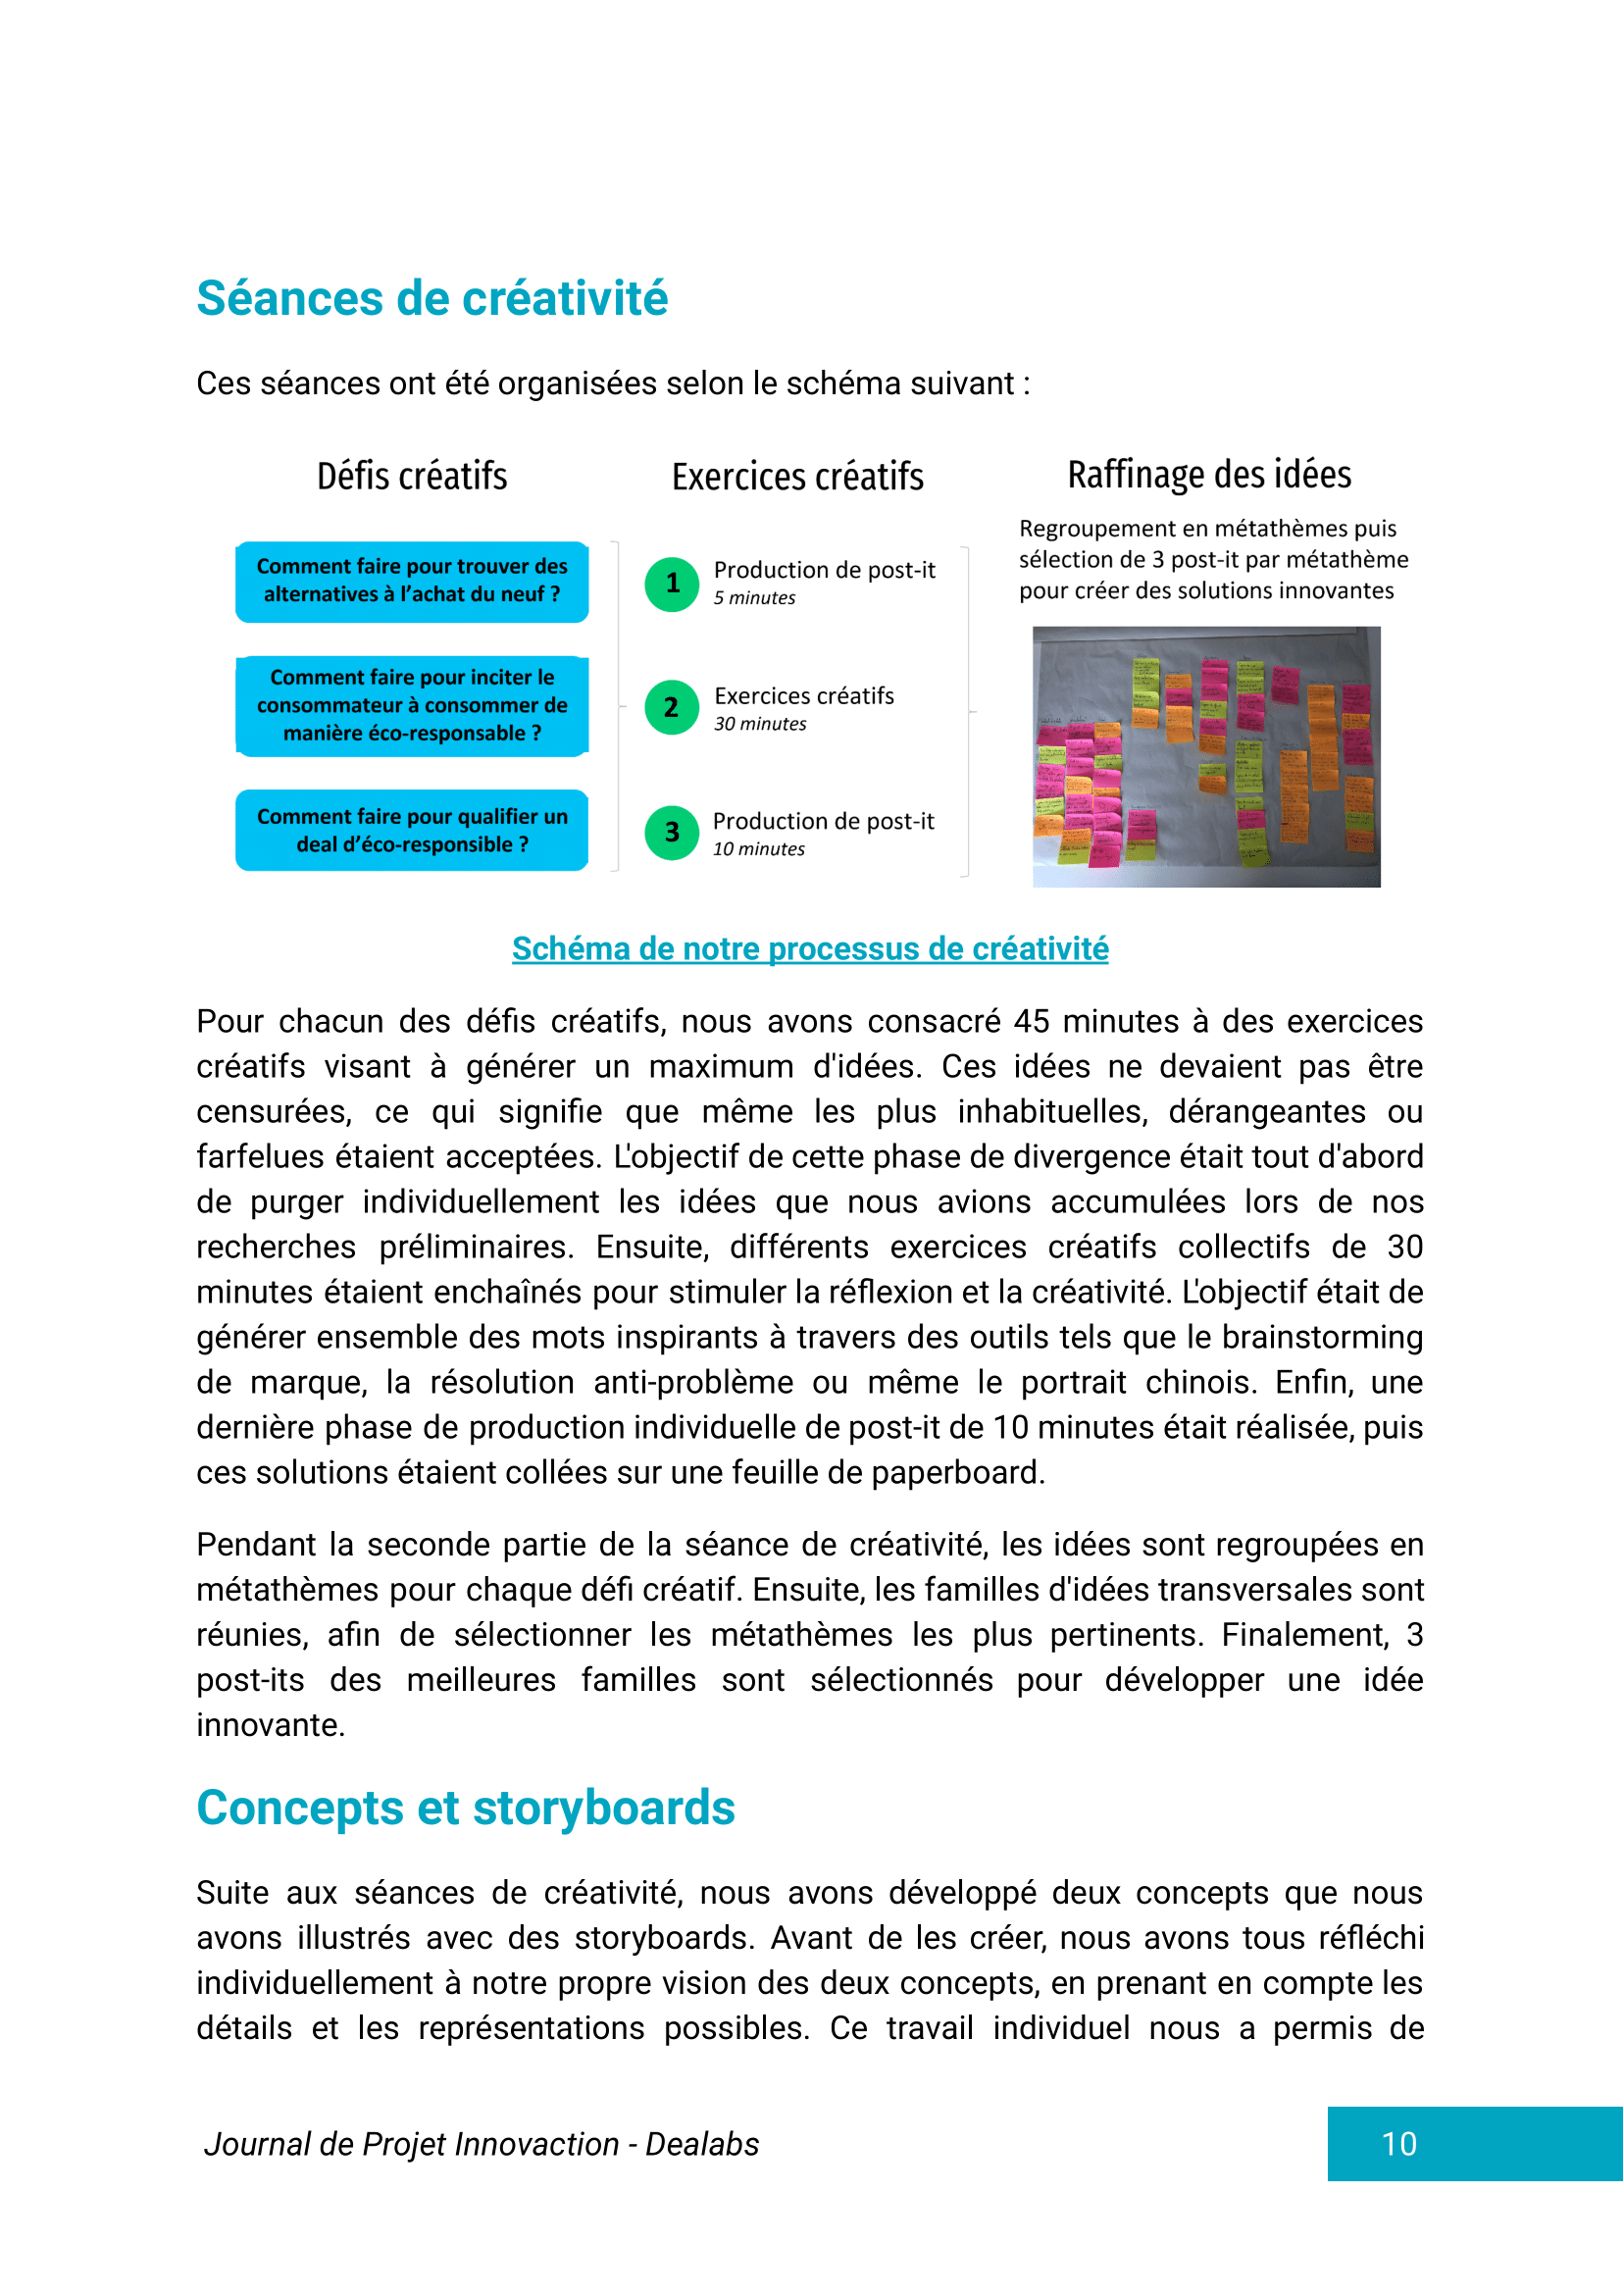 Séances de créativité
Ces séances ont été organisées selon le schéma suivant :
Défis créatifs
Comment faire pour trouver des
alternatives à l’achat du neuf ?
Comment faire pour inciter le
consommateur à consommer de
manière éco-responsable ?
Comment faire pour qualifier un
deal d’éco-responsible ?
Exercices créatifs
1 Production de post-it
5 minutes
2 Exercices créatifs
30 minutes
3 Production de post-it
10 minutes
Raffinage des idées
Regroupement en métathèmes puis
sélection de 3 post-it par métathème
pour créer des solutions innovantes
Schéma de notre processus de créativité
Pour chacun des défis créatifs, nous avons consacré 45 minutes à des exercices
créatifs visant à générer un maximum d'idées. Ces idées ne devaient pas être
censurées, ce qui signifie que même les plus inhabituelles, dérangeantes ou
farfelues étaient acceptées. L'objectif de cette phase de divergence était tout d'abord
de purger individuellement les idées que nous avions accumulées lors de nos
recherches préliminaires. Ensuite, différents exercices créatifs collectifs de 30
minutes étaient enchaînés pour stimuler la réflexion et la créativité. L'objectif était de
générer ensemble des mots inspirants à travers des outils tels que le brainstorming
de marque, la résolution anti-problème ou même le portrait chinois. Enfin, une
dernière phase de production individuelle de post-it de 10 minutes était réalisée, puis
ces solutions étaient collées sur une feuille de paperboard.
Pendant la seconde partie de la séance de créativité, les idées sont regroupées en
métathèmes pour chaque défi créatif. Ensuite, les familles d'idées transversales sont
réunies, afin de sélectionner les métathèmes les plus pertinents. Finalement, 3
post-its des meilleures familles sont sélectionnés pour développer une idée
innovante.
Concepts et storyboards
Suite aux séances de créativité, nous avons développé deux concepts que nous
avons illustrés avec des storyboards. Avant de les créer, nous avons tous réfléchi
individuellement à notre propre vision des deux concepts, en prenant en compte les
détails et les représentations possibles. Ce travail individuel nous a permis de
Journal de Projet Innovaction - Dealabs
10